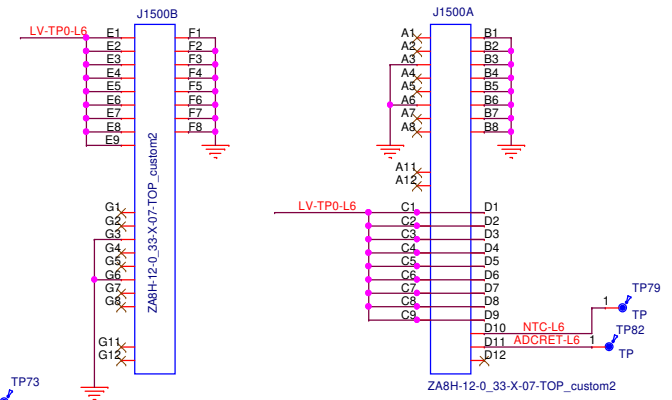 J1500B
J1500A
LV-TP0-L6
E1
E2
E3
E4
E5
E6
E7
E8
E9
F1
F2
F3
F4
F5
F6
F7
F8
G1
G2
G3
G4
G5
G6
G7
G8
G11
G12
ZA8H-12-0_33-X-07-TOP_custom2
TP73
A1
A2
A3
A4
A5
A6
A7
A8
A11
A12
B1
B2
B3
B4
B5
B6
B7
B8
LV-TP0-L6
C1
C2
C3
C4
C5
C6
C7
C8
C9
D1
D2
D3
D4
D5
D6
D7
D8
D9
D10
D11
D12
NTC-L6
ADCRET-L6
1
TP79
TP
1
TP82
TP
ZA8H-12-0_33-X-07-TOP_custom2